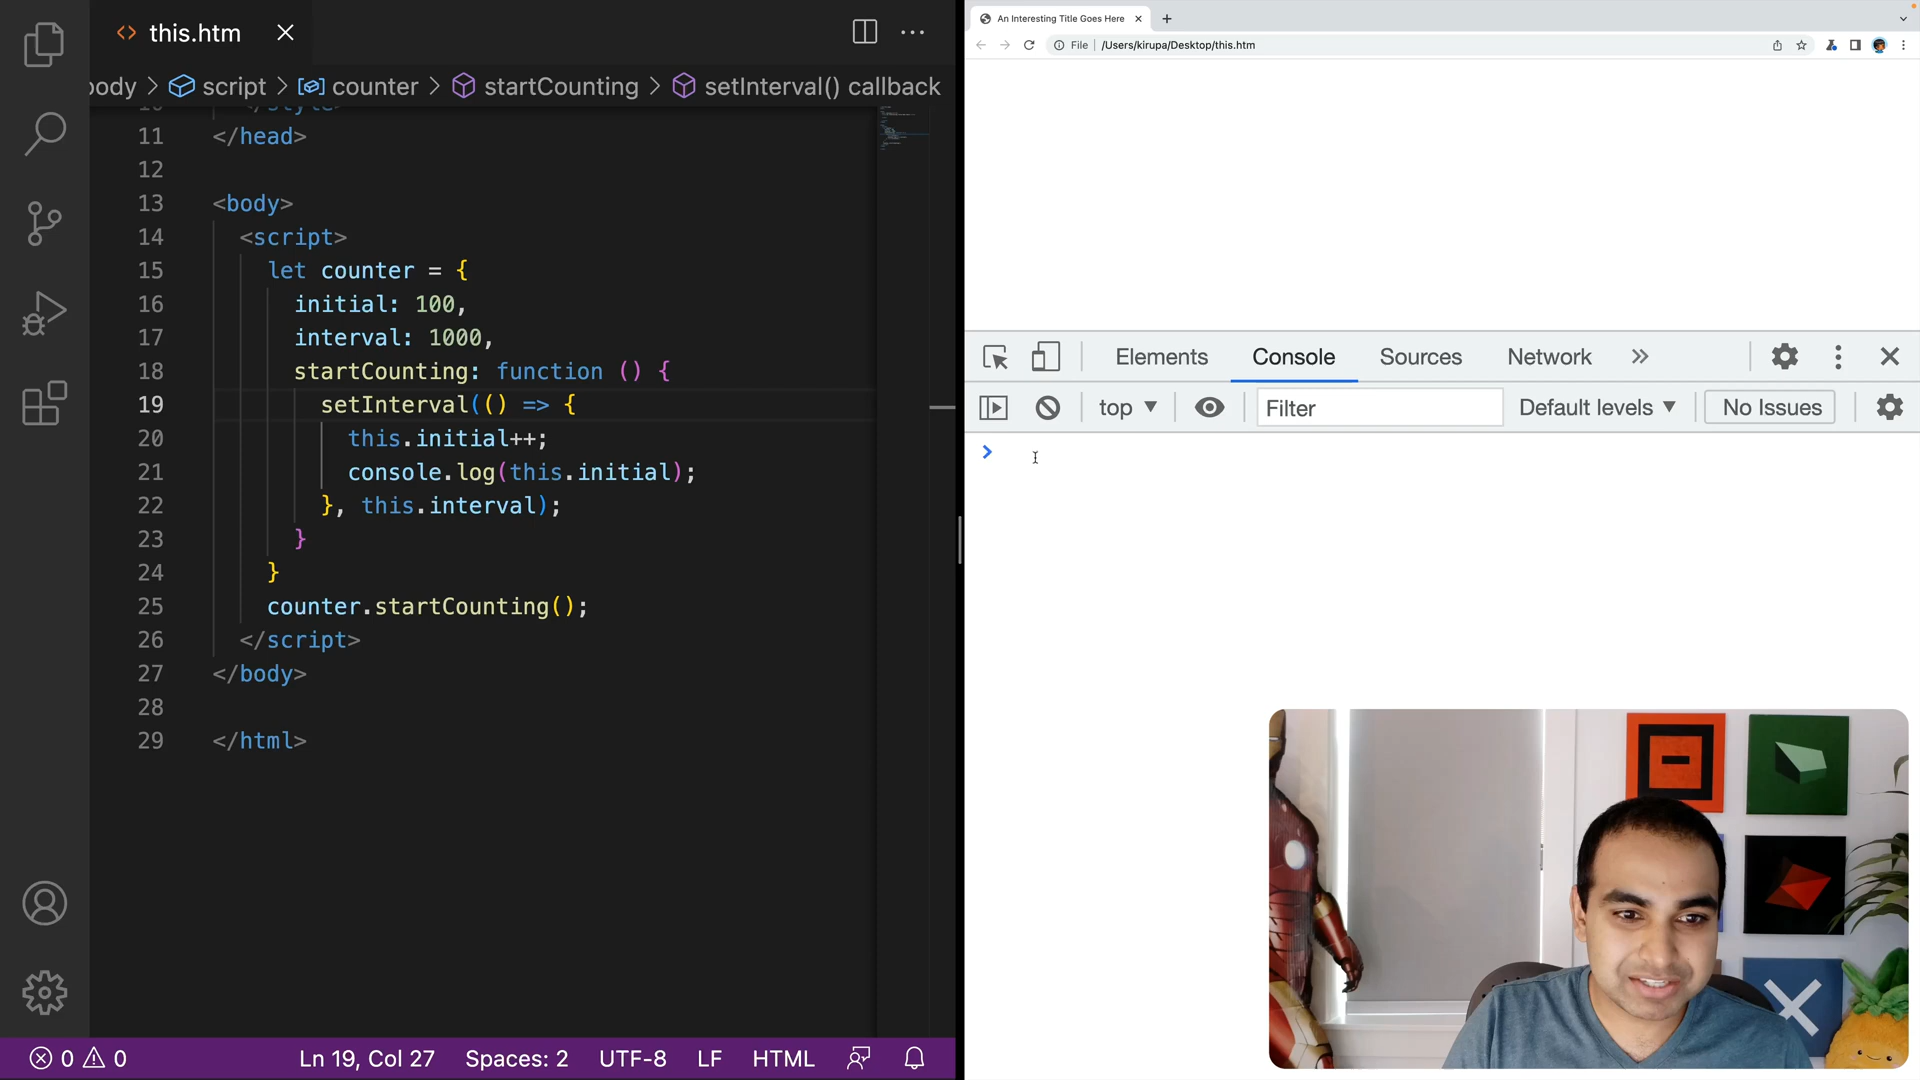 this.htm
body > script > counter > startCounting > setInterval() callback
10 </style>
11 </head>
12
13 <body>
14 <script>
15 let counter = {
16 initial: 100,
17 interval: 1000,
18 startCounting: function () {
19 setInterval(() => {
20 this.initial++;
21 console.log(this.initial);
22 }, this.interval);
23 }
24 }
25 counter.startCounting();
26 </script>
27 </body>
28
29 </html>
0 0 Ln 19, Col 27 Spaces: 2 UTF-8 LF HTML
An Interesting Title Goes Here
File | /Users/kirupa/Desktop/this.htm
Elements Console Sources Network
top Filter Default levels No Issues